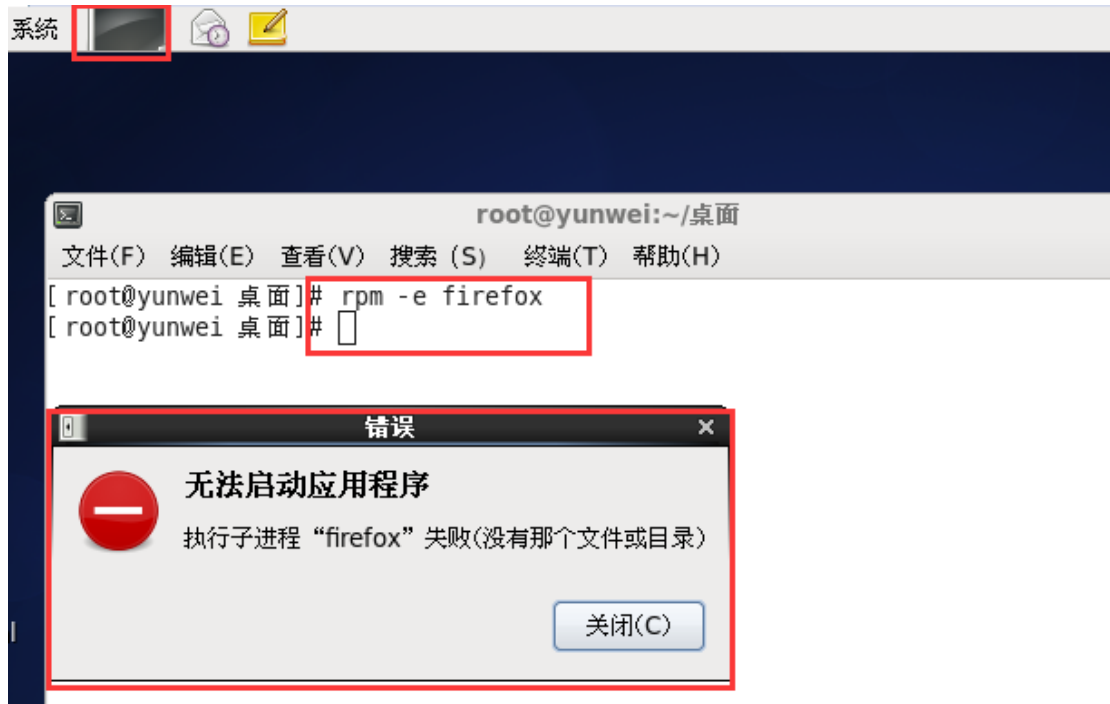 系统
root@yunwei:~/桌面
文件(F) 编辑(E) 查看(V) 搜索 (S) 终端(T) 帮助(H)
[root@yunwei 桌面]# rpm -e firefox
[root@yunwei 桌面]#
错误
无法启动应用程序
执行子进程“firefox”失败(没有那个文件或目录)
关闭(C)